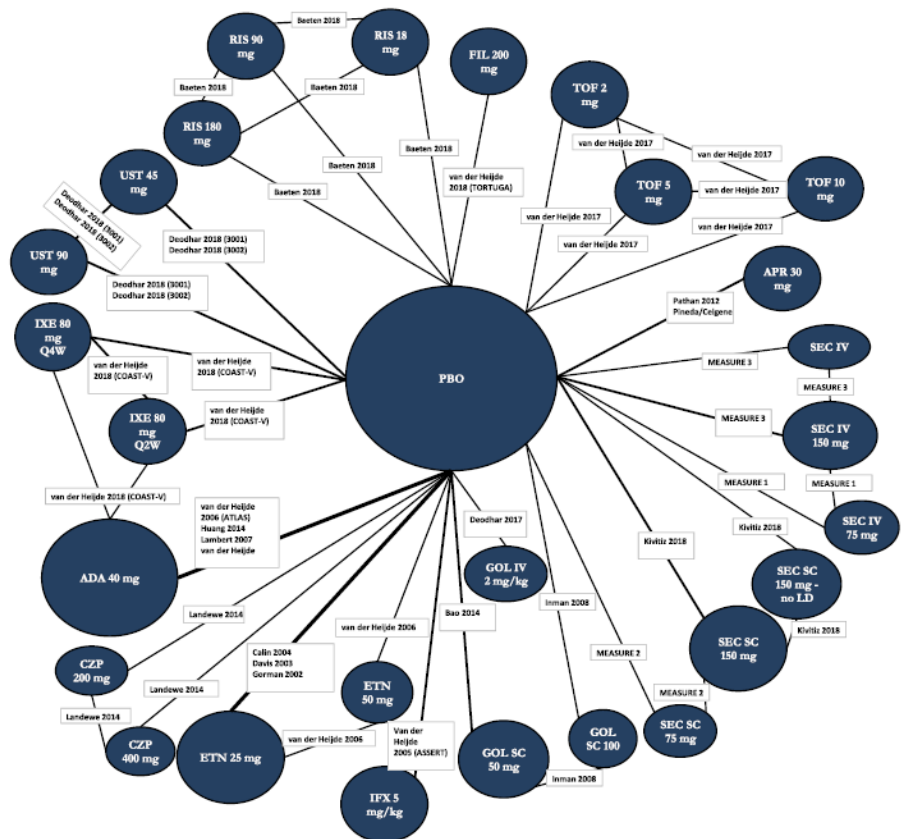 Baeten 2018
RIS 90
mg
RIS 18
mg
FIL 200
mg
TOF 2
mg
Baeten 2018
Baeten 2018
RIS 180
mg
van der Heijde 2017
van der Heijde 2017
UST 45
mg
Baeten 2018
Baeten 2018
Baeten 2018
van der Heijde
2018 (TORTUGA)
TOF 5
mg
van der Heijde 2017
TOF 10
mg
Deodhar 2018 (3001)
Deodhar 2018 (3002)
van der Heijde 2017
van der Heijde 2017
van der Heijde 2017
Deodhar 2018 (3001)
Deodhar 2018 (3002)
UST 90
mg
Deodhar 2018 (3001)
Deodhar 2018 (3002)
APR 30
mg
Pathan 2012
Pineda/Celgene
IXE 80
mg
Q4W
van der Heijde
2018 (COAST-V)
van der Heijde
2018 (COAST-V)
PBO
SEC IV
MEASURE 3
MEASURE 3
IXE 80
mg
Q2W
van der Heijde
2018 (COAST-V)
MEASURE 3
SEC IV
150 mg
MEASURE 1
MEASURE 1
van der Heijde 2018 (COAST-V)
van der Heijde
2006 (ATLAS)
Huang 2014
Lambert 2007
van der Heijde
Deodhar 2017
Kivitiz 2018
Kivitiz 2018
SEC IV
75 mg
ADA 40 mg
GOL IV
2 mg/kg
SEC SC
150 mg -
no LD
Landewe 2014
Bao 2014
Inman 2008
van der Heijde 2006
Kivitiz 2018
SEC SC
150 mg
CZP
200 mg
Calin 2004
Davis 2003
Gorman 2002
MEASURE 2
Landewe 2014
ETN
50 mg
MEASURE 2
Landewe 2014
CZP
400 mg
ETN 25 mg
van der Heijde 2006
Van der
Heijde
2005 (ASSERT)
GOL SC
50 mg
GOL
SC 100
SEC SC
75 mg
Inman 2008
IFX 5
mg/kg